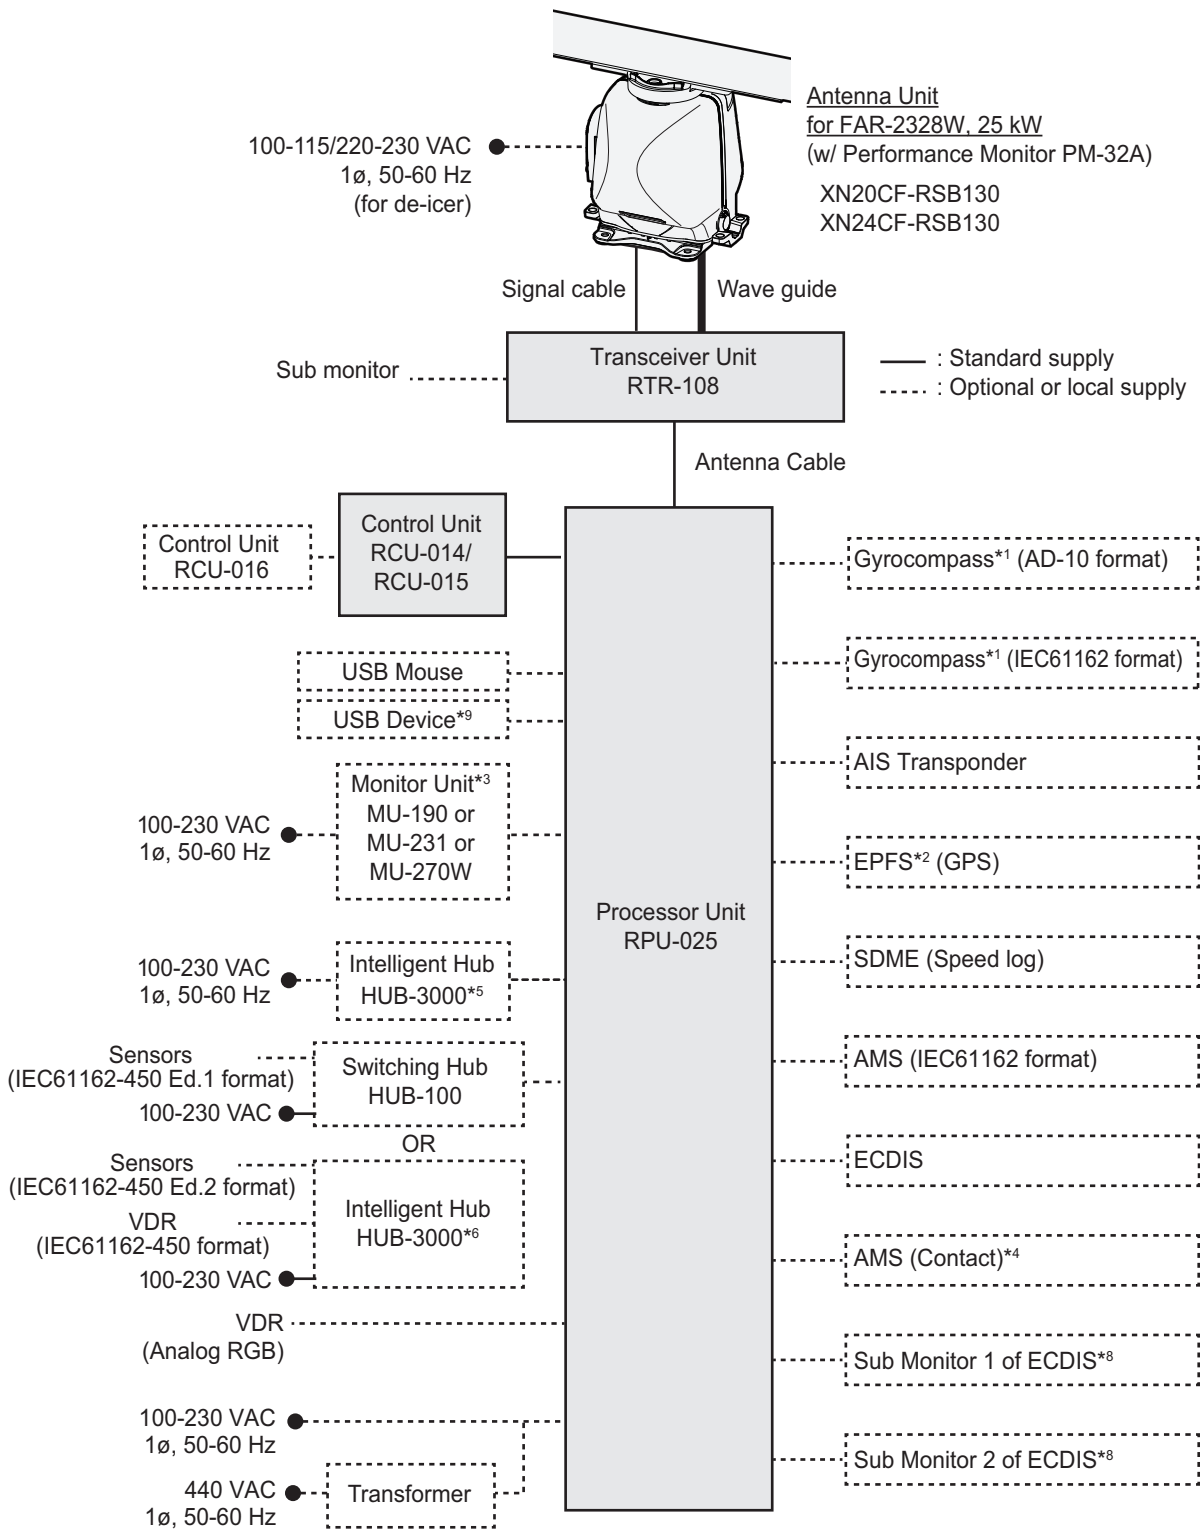 Antenna Unit
for FAR-2328W, 25 kW
(w/ Performance Monitor PM-32A)
XN20CF-RSB130
XN24CF-RSB130
100-115/220-230 VAC
1ø, 50-60 Hz
(for de-icer)
Signal cable
Wave guide
Transceiver Unit
RTR-108
Sub monitor
: Standard supply
: Optional or local supply
Antenna Cable
Control Unit
RCU-016
Control Unit
RCU-014/
RCU-015
USB Mouse
USB Device*9
Monitor Unit*3
MU-190 or
MU-231 or
MU-270W
100-230 VAC
1ø, 50-60 Hz
Intelligent Hub
HUB-3000*5
100-230 VAC
1ø, 50-60 Hz
Sensors
(IEC61162-450 Ed.1 format)
100-230 VAC
Switching Hub
HUB-100
OR
Sensors
(IEC61162-450 Ed.2 format)
VDR
(IEC61162-450 format)
100-230 VAC
Intelligent Hub
HUB-3000*6
VDR
(Analog RGB)
100-230 VAC
1ø, 50-60 Hz
440 VAC
1ø, 50-60 Hz
Transformer
Processor Unit
RPU-025
Gyrocompass*1 (AD-10 format)
Gyrocompass*1 (IEC61162 format)
AIS Transponder
EPFS*2 (GPS)
SDME (Speed log)
AMS (IEC61162 format)
ECDIS
AMS (Contact)*4
Sub Monitor 1 of ECDIS*8
Sub Monitor 2 of ECDIS*8